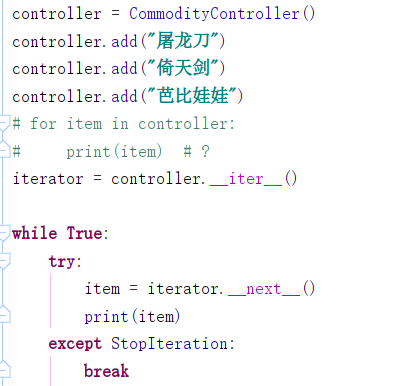 controller = CommodityController()
controller.add("屠龙刀")
controller.add("倚天剑")
controller.add("芭比娃娃")
# for item in controller:
#     print(item)  # ?
iterator = controller.__iter__()
while True:
    try:
        item = iterator.__next__()
        print(item)
    except StopIteration:
        break